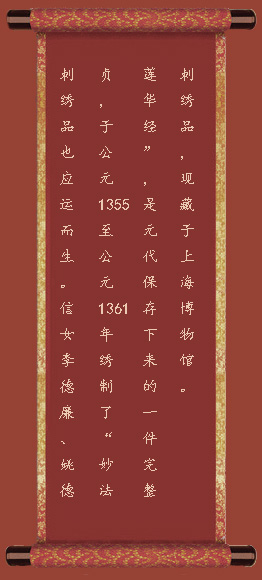 刺绣品也应运而生。信女李德廉、姚德
贞，于公元1355至公元1361年绣制了“妙法
莲华经”，是元代保存下来的一件完整
刺绣品，现藏于上海博物馆。